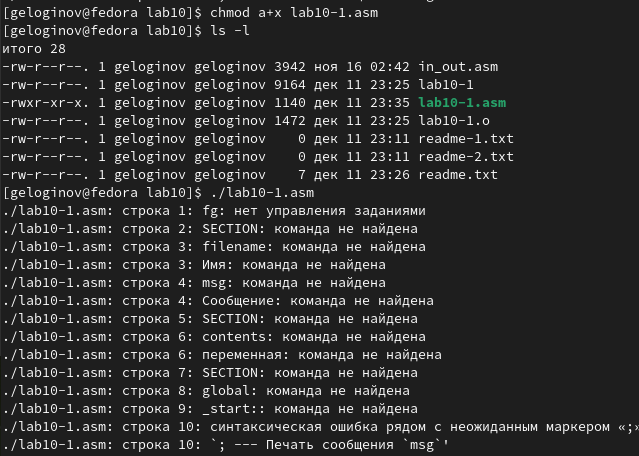 [geloginov@fedora lab10]$ chmod a+x lab10-1.asm
[geloginov@fedora lab10]$ ls -l
итого 28
-rw-r--r--. 1 geloginov geloginov 3942 ноя 16 02:42 in_out.asm
-rw-r--r--. 1 geloginov geloginov 9164 дек 11 23:25 lab10-1
-rwxr-xr-x. 1 geloginov geloginov 1140 дек 11 23:35 lab10-1.asm
-rw-r--r--. 1 geloginov geloginov 1472 дек 11 23:25 lab10-1.o
-rw-r--r--. 1 geloginov geloginov    0 дек 11 23:11 readme-1.txt
-rw-r--r--. 1 geloginov geloginov    0 дек 11 23:11 readme-2.txt
-rw-r--r--. 1 geloginov geloginov    7 дек 11 23:26 readme.txt
[geloginov@fedora lab10]$ ./lab10-1.asm
./lab10-1.asm: строка 1: fg: нет управления заданиями
./lab10-1.asm: строка 2: SECTION: команда не найдена
./lab10-1.asm: строка 3: filename: команда не найдена
./lab10-1.asm: строка 3: Имя: команда не найдена
./lab10-1.asm: строка 4: msg: команда не найдена
./lab10-1.asm: строка 4: Сообщение: команда не найдена
./lab10-1.asm: строка 5: SECTION: команда не найдена
./lab10-1.asm: строка 6: contents: команда не найдена
./lab10-1.asm: строка 6: переменная: команда не найдена
./lab10-1.asm: строка 7: SECTION: команда не найдена
./lab10-1.asm: строка 8: global: команда не найдена
./lab10-1.asm: строка 9: _start:: команда не найдена
./lab10-1.asm: строка 10: синтаксическая ошибка рядом с неожиданным маркером «;»
./lab10-1.asm: строка 10: `; --- Печать сообщения `msg`'